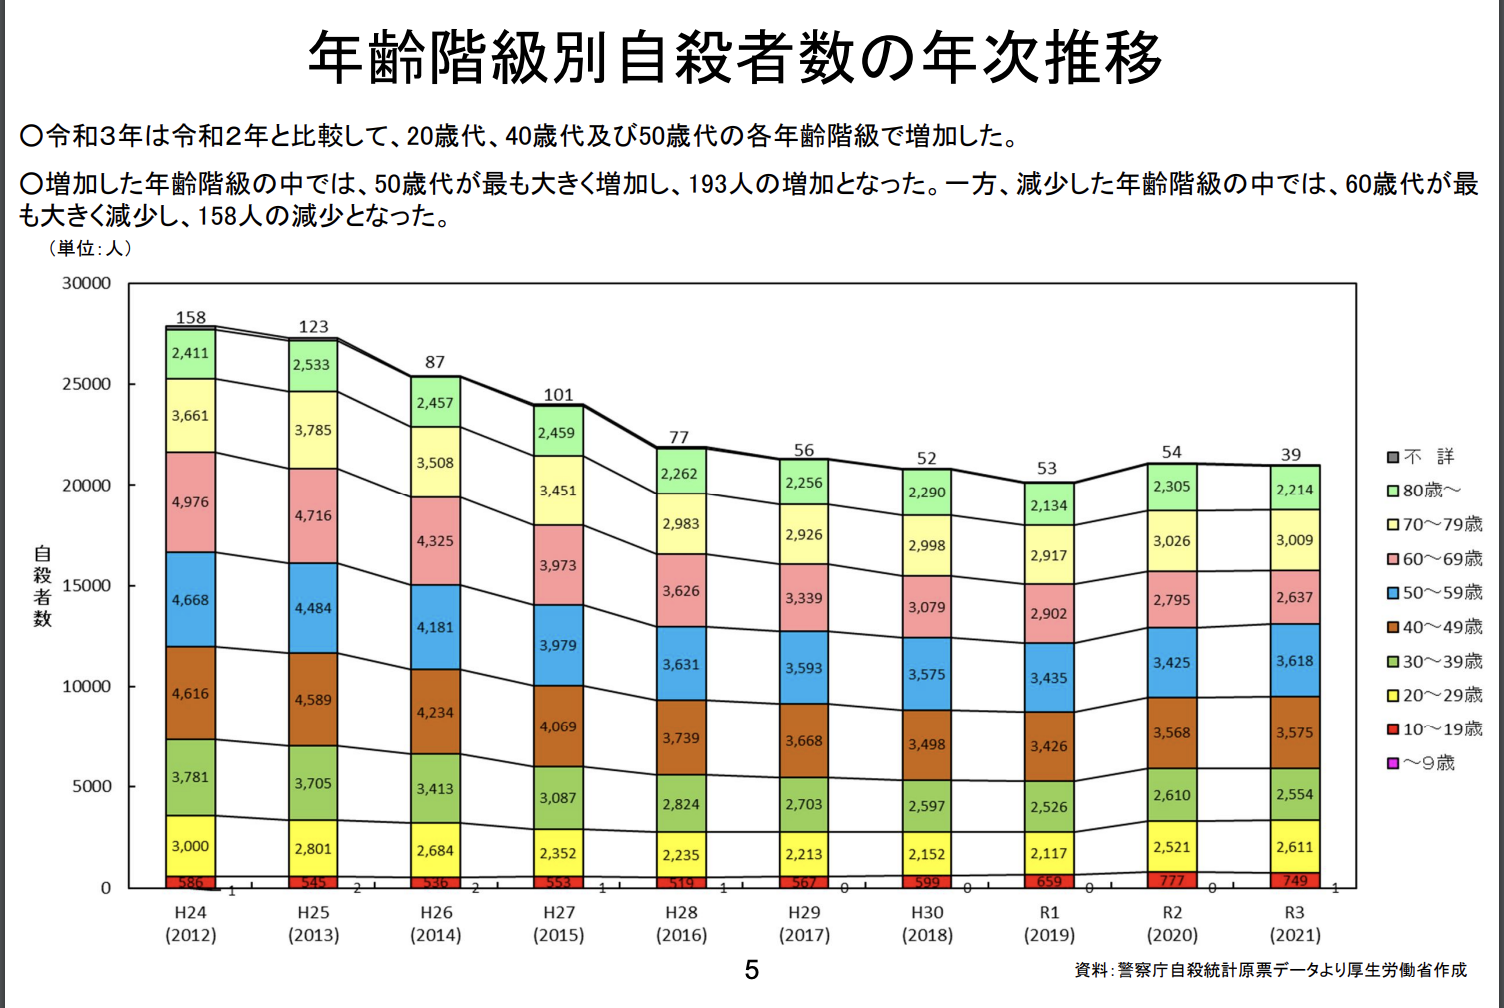 年齢階級別自殺者数の年次推移
○令和３年は令和２年と比較して、20歳代、40歳代及び50歳代の各年齢階級で増加した。
○増加した年齢階級の中では、50歳代が最も大きく増加し、193人の増加となった。一方、減少した年齢階級の中では、60歳代が最
も大きく減少し、158人の減少となった。
（単位：人）
自殺者数
30000
25000
20000
15000
10000
5000
0
158 123 87 101 77 56 52 53 54 39
2,411 2,533 2,457 2,459 2,262 2,256 2,290 2,134 2,305 2,214
3,661 3,785 3,508 3,451 2,983 2,926 2,998 2,917 3,026 3,009
4,976 4,716 4,325 3,973 3,626 3,339 3,079 2,902 2,795 2,637
4,668 4,484 4,181 3,979 3,631 3,593 3,575 3,435 3,425 3,618
4,616 4,589 4,234 4,069 3,739 3,668 3,498 3,426 3,568 3,575
3,781 3,705 3,413 3,087 2,824 2,703 2,597 2,526 2,610 2,554
3,000 2,801 2,684 2,352 2,235 2,213 2,152 2,117 2,521 2,611
586 545 536 553 519 567 599 659 777 749
1 2 2 1 1 0 0 0 0 1
H24 H25 H26 H27 H28 H29 H30 R1 R2 R3
(2012) (2013) (2014) (2015) (2016) (2017) (2018) (2019) (2020) (2021)
不　詳
80歳～
70～79歳
60～69歳
50～59歳
40～49歳
30～39歳
20～29歳
10～19歳
～９歳
5
資料：警察庁自殺統計原票データより厚生労働省作成